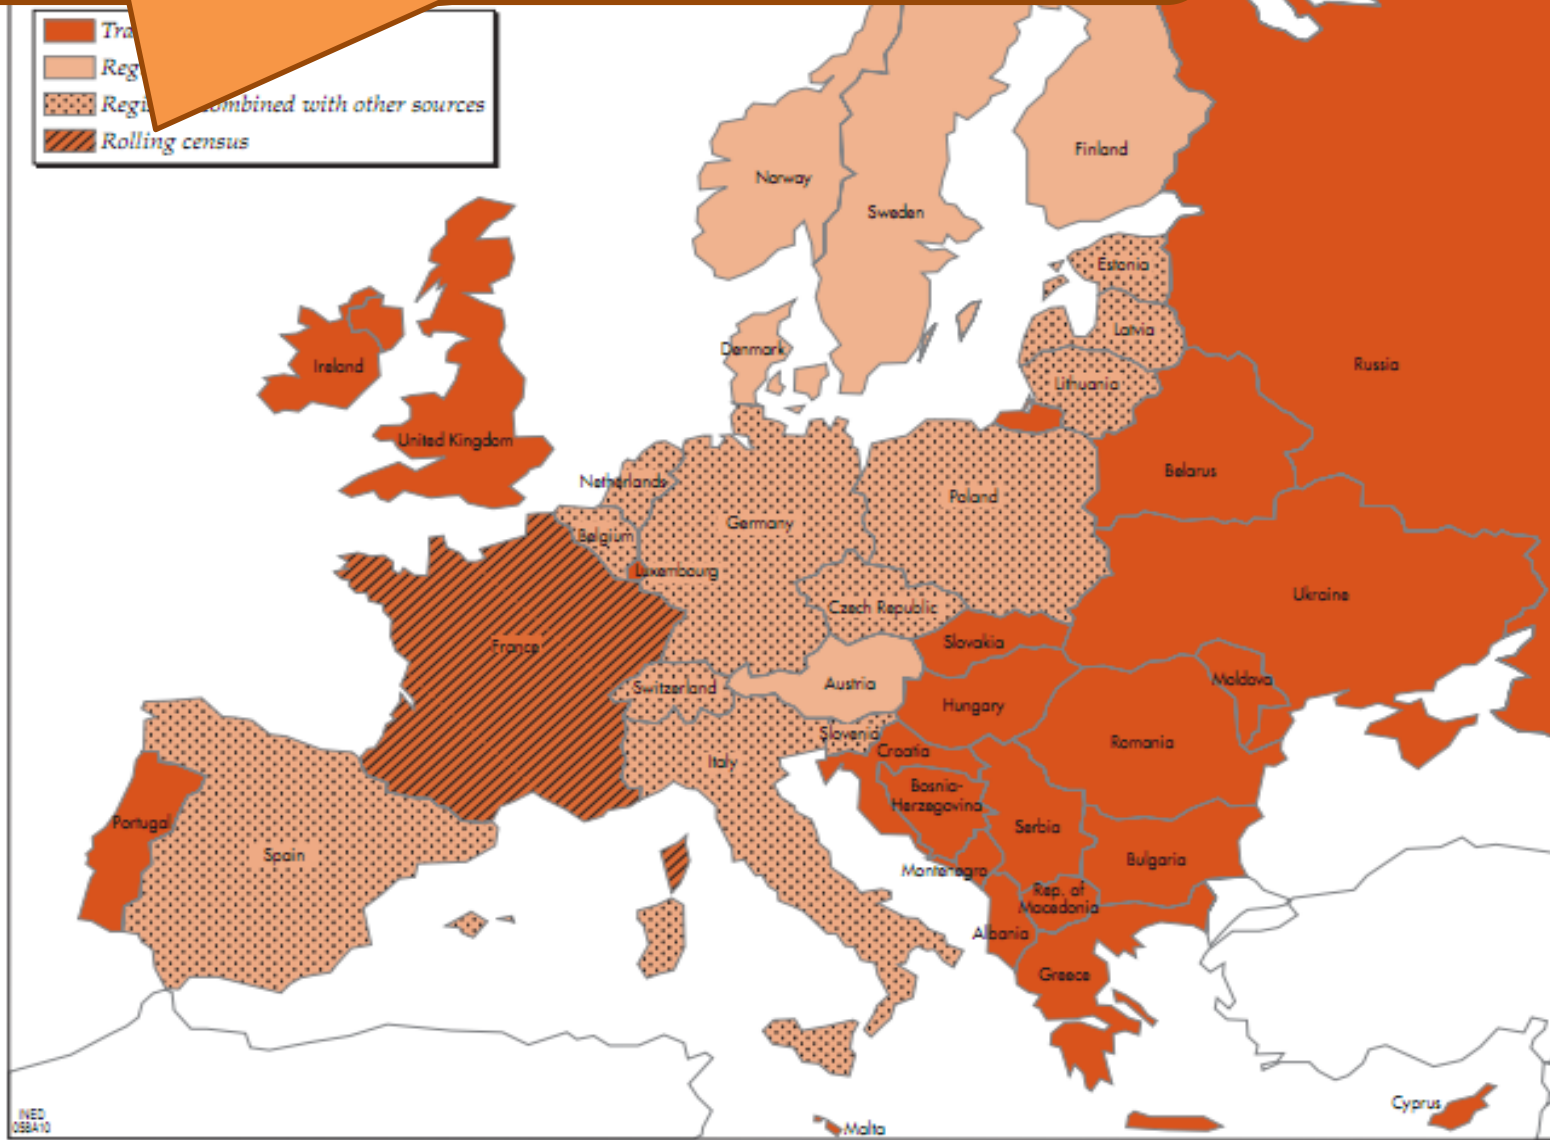 Tra
Reg
Regi ombined with other sources
Rolling census
Norway
Finland
Sweden
Estonia
Latvia
Denmark
Lithuania
Ireland
Russia
United Kingdom
Belarus
Netherlands
Poland
Germany
Belgium
Luxembourg
Ukraine
Czech Republic
Slovakia
France
Switzerland
Austria
Moldova
Hungary
Slovenia
Romania
Croatia
Italy
Bosnia-
Herzegovina
Portugal
Serbia
Spain
Bulgaria
Montenegro
Rep. of
Macedonia
Albania
Greece
Cyprus
INED
05BA10
Malta